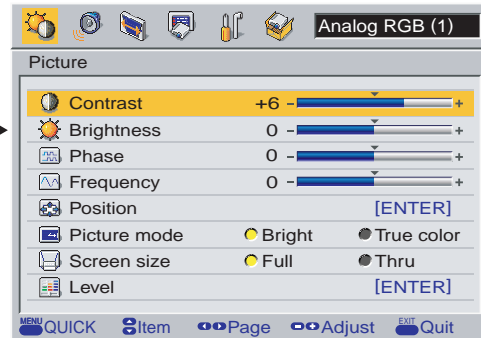 Analog RGB (1)
Picture
Contrast +6 - +
Brightness 0 - +
Phase 0 - +
Frequency 0 - +
Position [ENTER]
Picture mode Bright True color
Screen size Full Thru
Level [ENTER]
MENU QUICK Item Page Adjust EXIT Quit